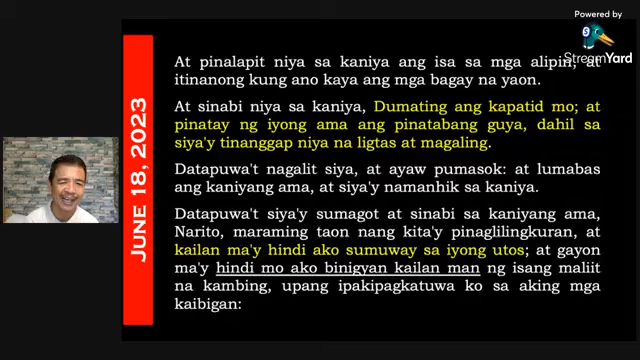 Powered by
StreamYard
JUNE 18, 2023
At pinalapit niya sa kaniya ang isa sa mga alipin, at
itinanong kung ano kaya ang mga bagay na yaon.
At sinabi niya sa kaniya, Dumating ang kapatid mo; at
pinatay ng iyong ama ang pinatabang guya, dahil sa
siya'y tinanggap niya na ligtas at magaling.
Datapuwa't nagalit siya, at ayaw pumasok: at lumabas
ang kaniyang ama, at siya'y namanhik sa kaniya.
Datapuwa't siya'y sumagot at sinabi sa kaniyang ama,
Narito, maraming taon nang kita'y pinaglilingkuran, at
kailan ma'y hindi ako sumuway sa iyong utos; at gayon
ma'y hindi mo ako binigyan kailan man ng isang maliit
na kambing, upang ipakipagkatuwa ko sa aking mga
kaibigan: